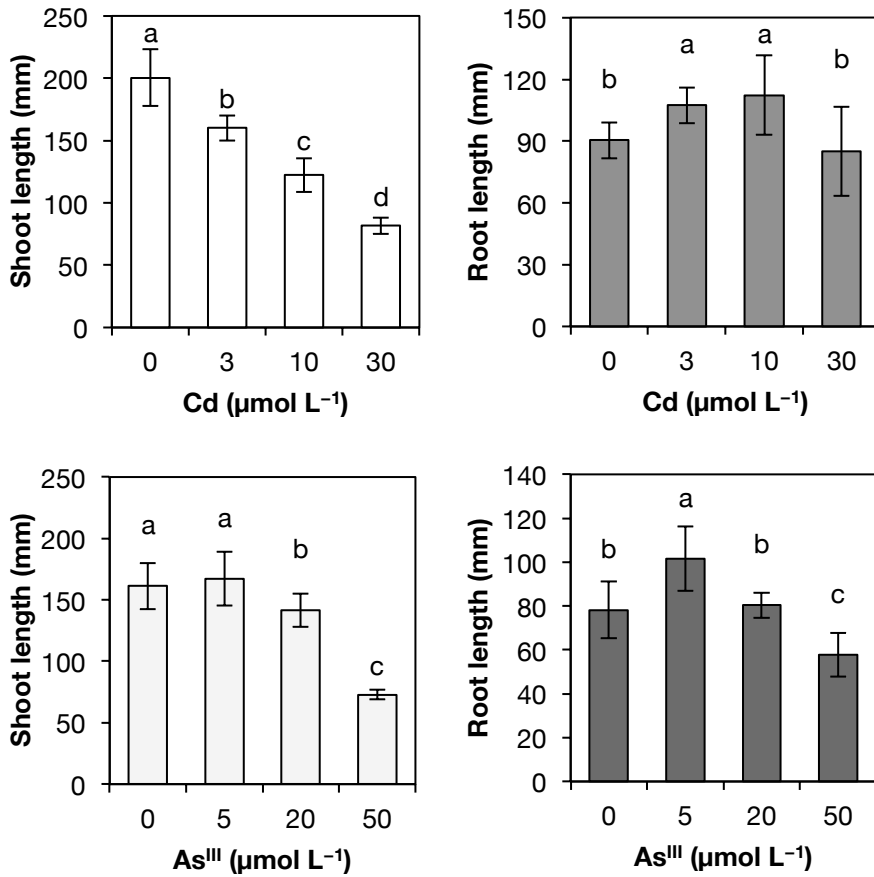 Shoot length (mm)
250
200
150
100
50
0
a
b
c
d
0 3 10 30
Cd (µmol L⁻¹)
Root length (mm)
150
120
90
60
30
0
b
a
a
b
0 3 10 30
Cd (µmol L⁻¹)
Shoot length (mm)
250
200
150
100
50
0
a
a
b
c
0 5 20 50
Asᴵᴵᴵ (µmol L⁻¹)
Root length (mm)
140
120
100
80
60
40
20
0
b
a
b
c
0 5 20 50
Asᴵᴵᴵ (µmol L⁻¹)